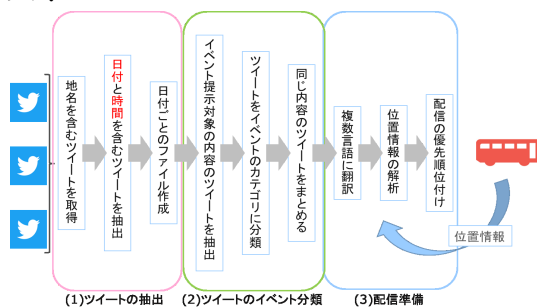 地名を含むツイートを取得
日付と時間を含むツイートを抽出
日付ごとのファイル作成
イベント提示対象の内容のツイートを抽出
ツイートをイベントのカテゴリに分類
同じ内容のツイートをまとめる
複数言語に翻訳
位置情報の解析
配信の優先順位付け
位置情報
(1)ツイートの抽出
(2)ツイートのイベント分類
(3)配信準備